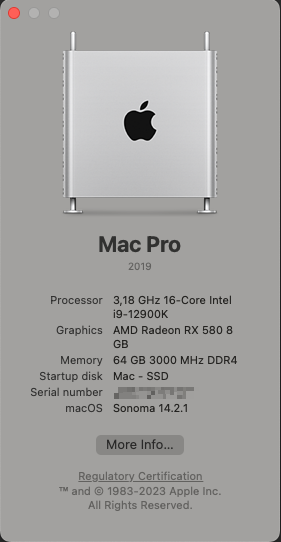 Mac Pro
2019
Processor 3,18 GHz 16-Core Intel
i9-12900K
Graphics AMD Radeon RX 580 8
GB
Memory 64 GB 3000 MHz DDR4
Startup disk Mac - SSD
Serial number
macOS Sonoma 14.2.1
More Info...
Regulatory Certification
™ and © 1983-2023 Apple Inc.
All Rights Reserved.